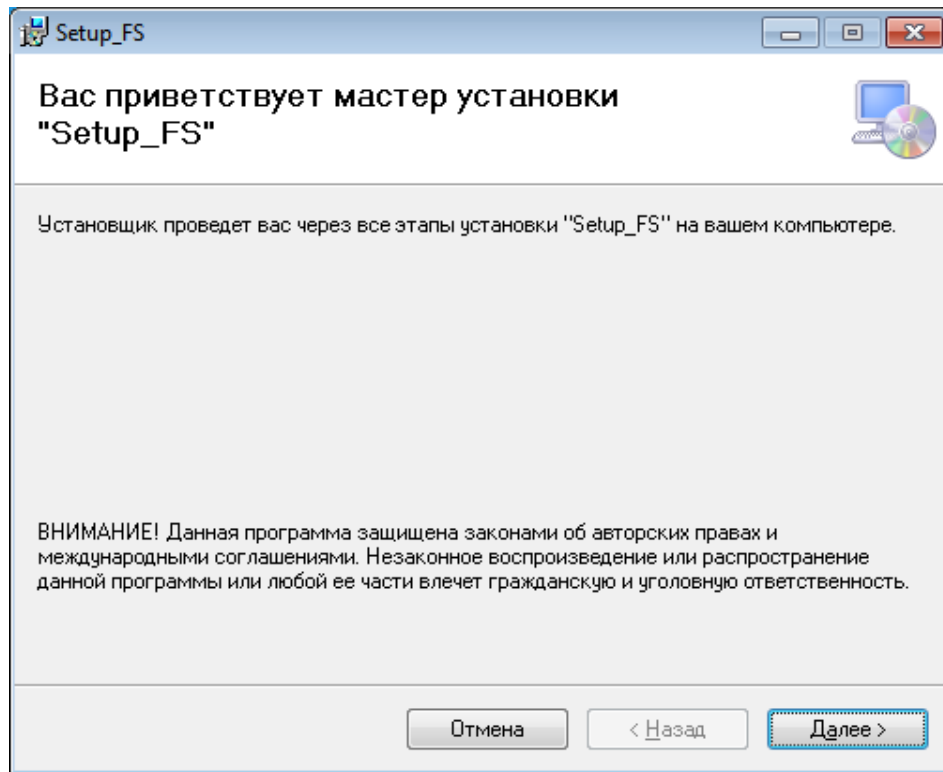 Setup_FS
Вас приветствует мастер установки
"Setup_FS"
Установщик проведет вас через все этапы установки "Setup_FS" на вашем компьютере.
ВНИМАНИЕ! Данная программа защищена законами об авторских правах и
международными соглашениями. Незаконное воспроизведение или распространение
данной программы или любой ее части влечет гражданскую и уголовную ответственность.
Отмена
< Назад
Далее >